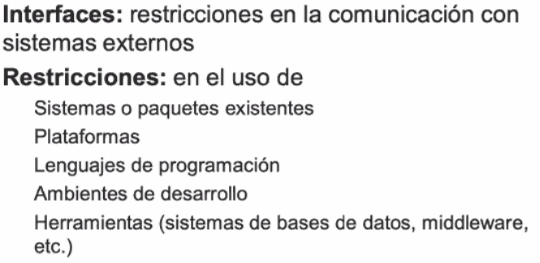 Interfaces: restricciones en la comunicación con
sistemas externos
Restricciones: en el uso de
Sistemas o paquetes existentes
Plataformas
Lenguajes de programación
Ambientes de desarrollo
Herramientas (sistemas de bases de datos, middleware,
etc.)